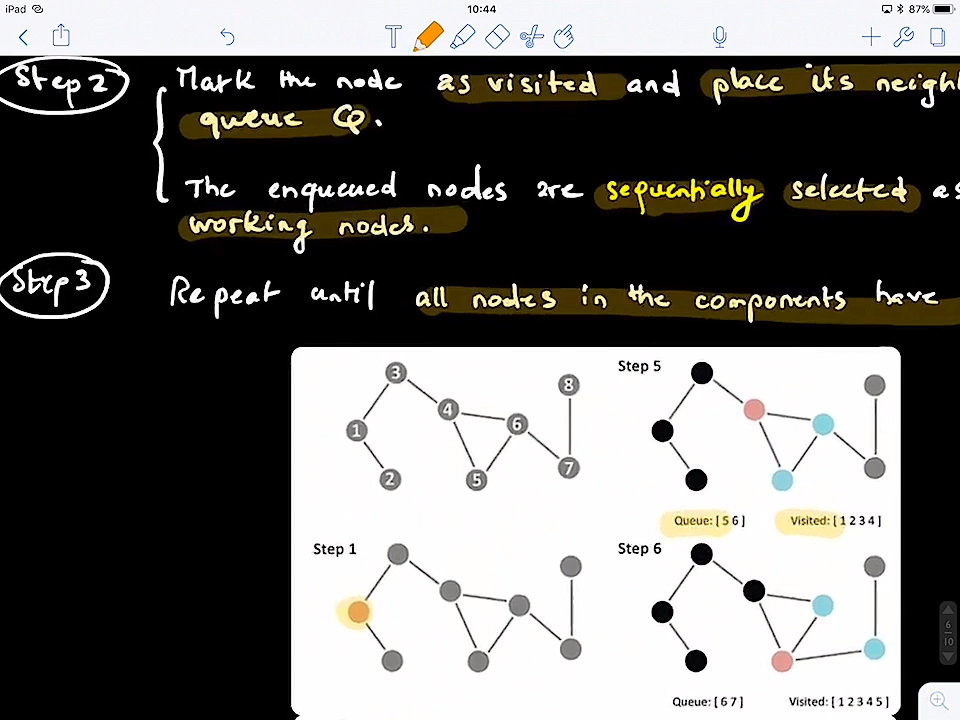 iPad
10:44
87%
T
Step 2
Mark the node as visited and place its neigh
queue Q.
The enqueued nodes are sequentially selected as
working nodes.
Step 3
Repeat until all nodes in the components have
3
8
4
6
1
2
5
7
Step 5
Queue: [ 5 6 ]
Visited: [ 1 2 3 4 ]
Step 1
Step 6
Queue: [ 6 7 ]
Visited: [ 1 2 3 4 5 ]
6
10